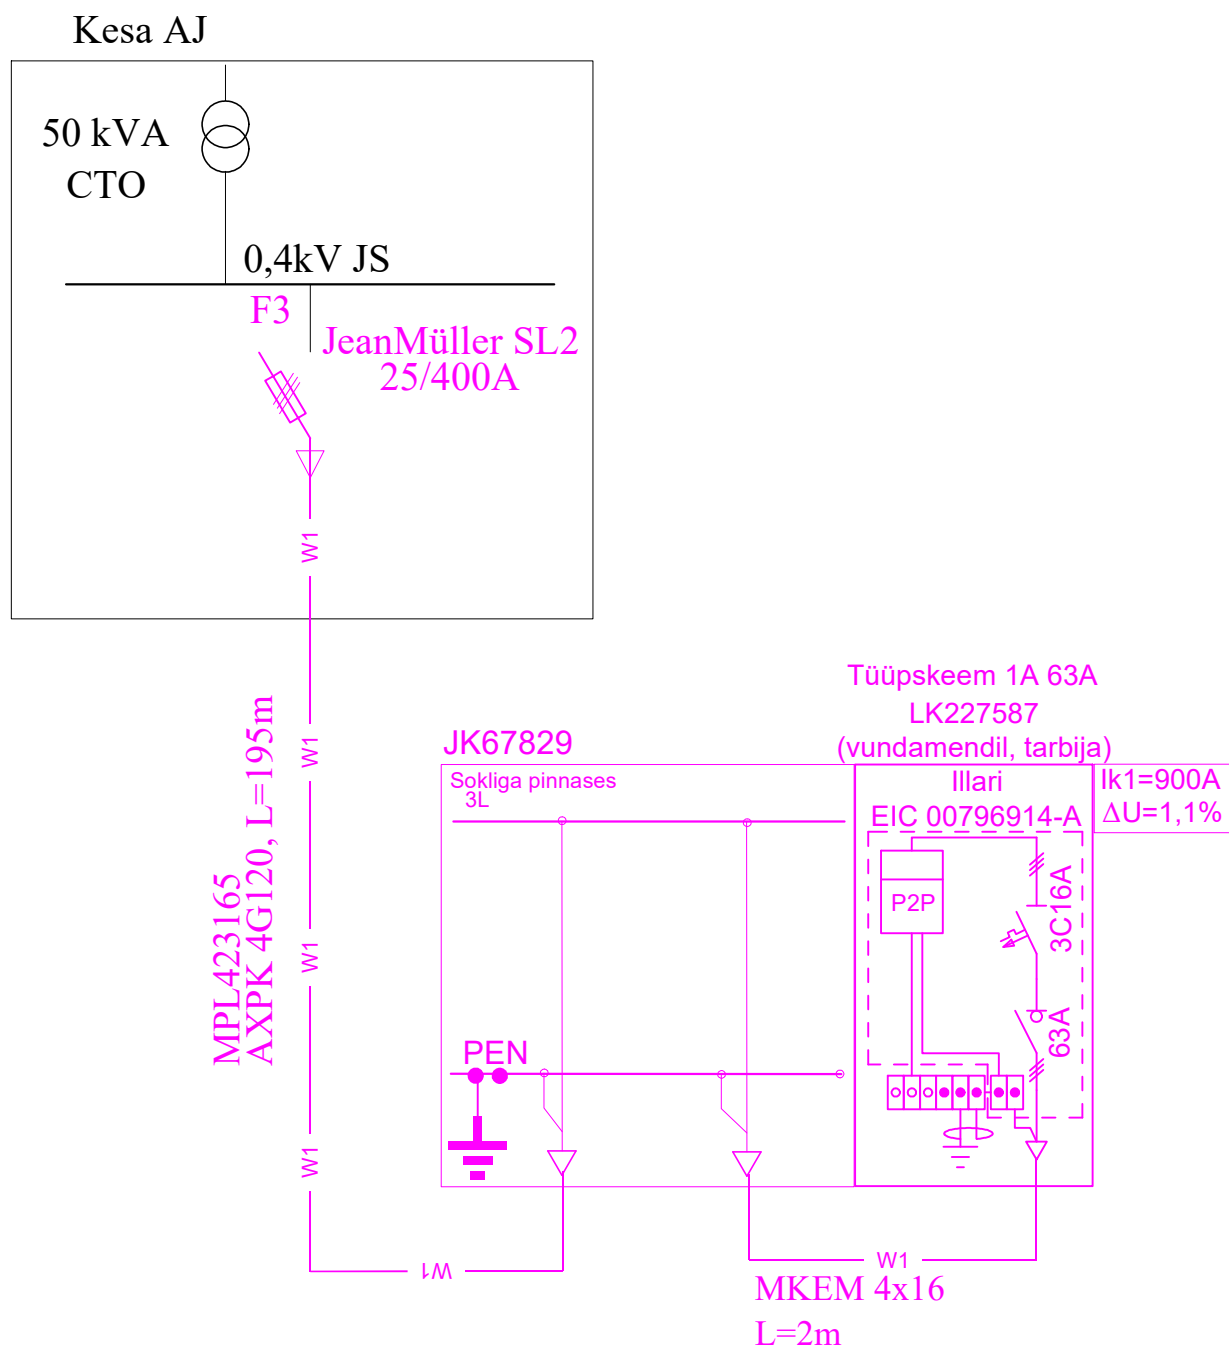 Kesa AJ
50 kVA
CTO
0,4kV JS
F3
JeanMüller SL2
25/400A
W1
W1
W1
W1
W1
MPL423165
AXPK 4G120, L=195m
JK67829
Sokliga pinnases
3L
PEN
Tüüpskeem 1A 63A
LK227587
(vundamendil, tarbija)
Illari
EIC 00796914-A
Ik1=900A
ΔU=1,1%
P2P
3C16A
63A
W1
MKEM 4x16
L=2m